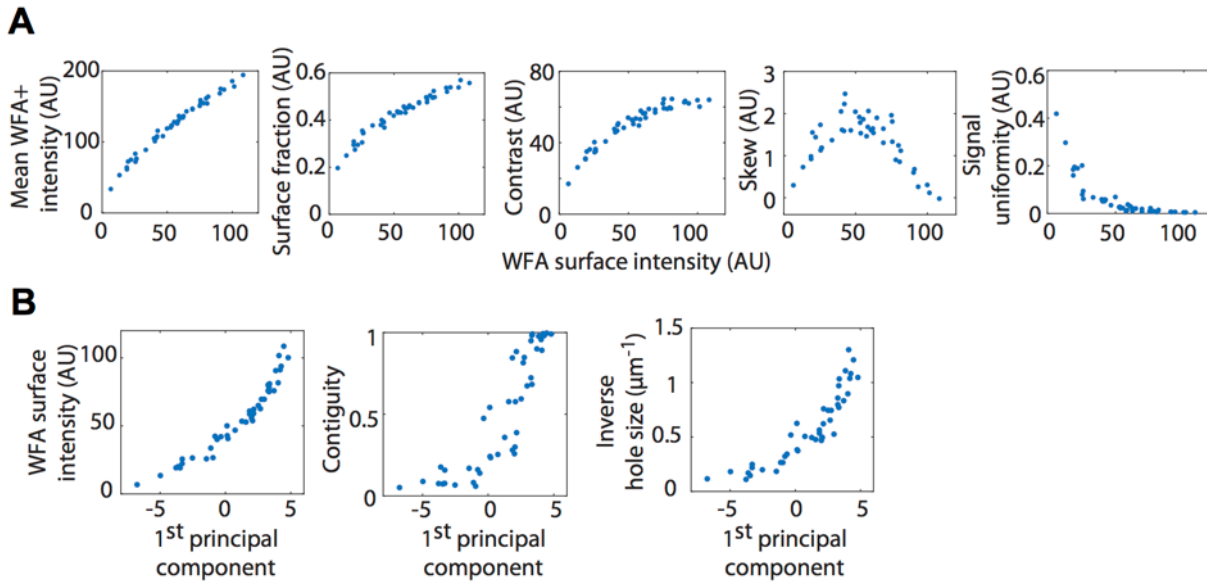 A
Mean WFA+
intensity (AU)
200
100
0
0 50 100
Surface fraction (AU)
0.6
0.4
0.2
0
0 50 100
Contrast (AU)
80
40
0
0 50 100
Skew (AU)
3
2
1
0
0 50 100
Signal
uniformity (AU)
0.6
0.4
0.2
0
0 50 100
WFA surface intensity (AU)
B
WFA surface
intensity (AU)
100
50
0
-5 0 5
1st principal
component
Contiguity
1
0.5
0
-5 0 5
1st principal
component
Inverse
hole size (µm⁻¹)
1.5
1
0.5
0
-5 0 5
1st principal
component